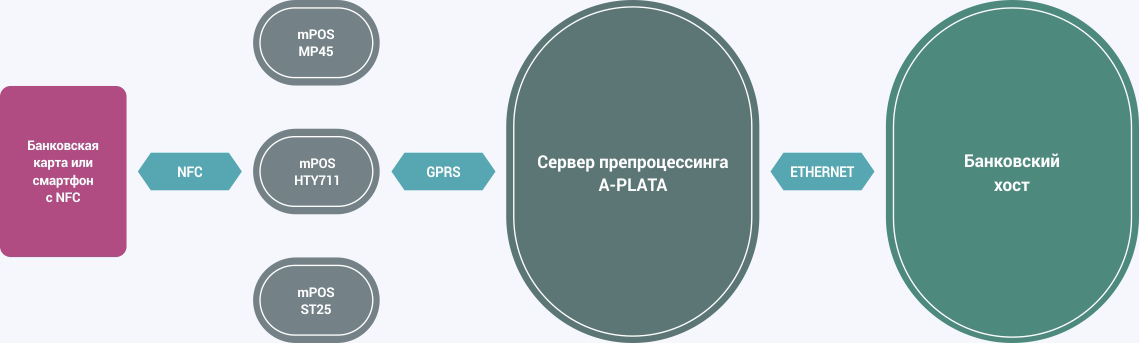 Банковская
карта или
смартфон
с NFC
NFC
mPOS
MP45
mPOS
HTY711
mPOS
ST25
GPRS
Сервер препроцессинга
A-PLATA
ETHERNET
Банковский
хост